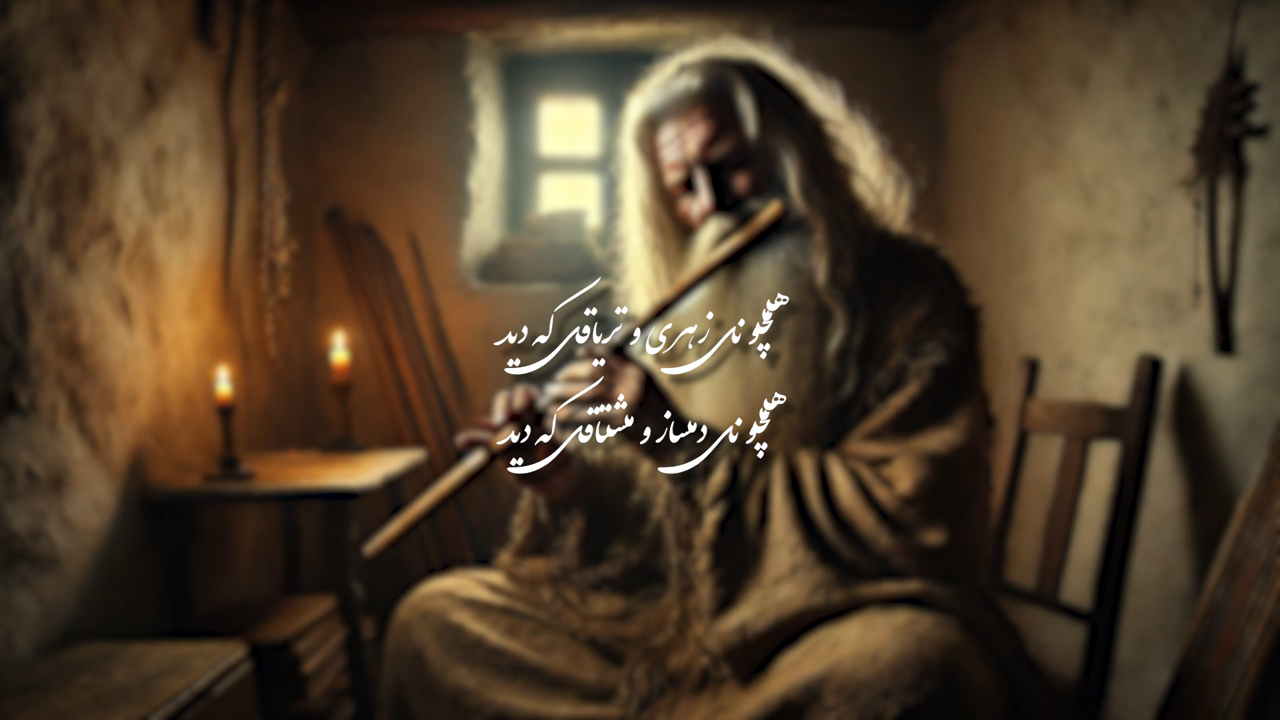 همچو نی زهری و تریاقی که دید
همچو نی دمساز و مشتاقی که دید